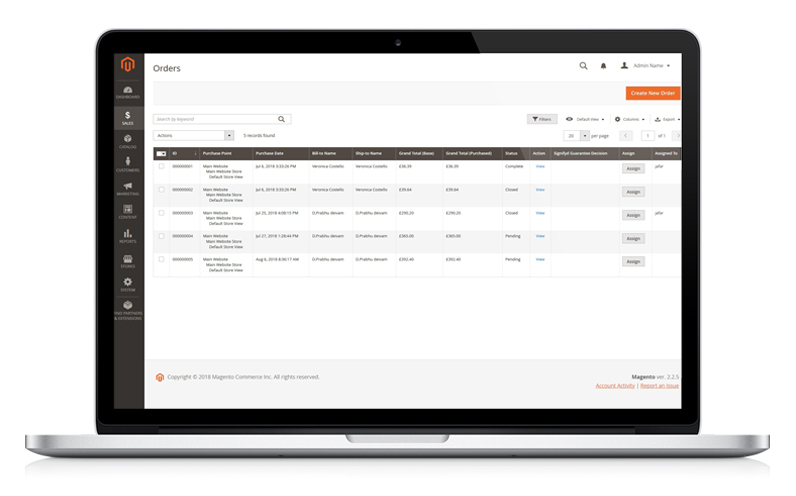 Orders
Admin Name
Create New Order
DASHBOARD
$
SALES
CATALOG
CUSTOMERS
MARKETING
CONTENT
REPORTS
STORES
SYSTEM
FIND PARTNERS
& EXTENSIONS
Search by keyword
Filters Default View Columns Export
Actions 5 records found 20 per page 1 of 1
ID Purchase Point Purchase Date Bill-to Name Ship-to Name Grand Total (Base) Grand Total (Purchased) Status Action Signifyd Guarantee Decision Assign Assigned To
000000001 Main Website Jul 6, 2018 3:33:26 PM Veronica Costello Veronica Costello £36.39 £36.39 Complete View Assign jafar
Main Website Store
Default Store View
000000002 Main Website Jul 6, 2018 3:33:26 PM Veronica Costello Veronica Costello £39.64 £39.64 Closed View Assign
Main Website Store
Default Store View
000000003 Main Website Jul 25, 2018 4:08:15 PM D.Prabhu deivam D.Prabhu deivam £290.20 £290.20 Closed View Assign jafar
Main Website Store
Default Store View
000000004 Main Website Jul 27, 2018 1:28:44 PM D.Prabhu deivam D.Prabhu deivam £365.00 £365.00 Pending View Assign
Main Website Store
Default Store View
000000005 Main Website Aug 6, 2018 8:36:17 AM D.Prabhu deivam D.Prabhu deivam £392.40 £392.40 Pending View Assign
Main Website Store
Default Store View
Copyright © 2018 Magento Commerce Inc. All rights reserved. Magento ver. 2.2.5
Account Activity | Report an Issue